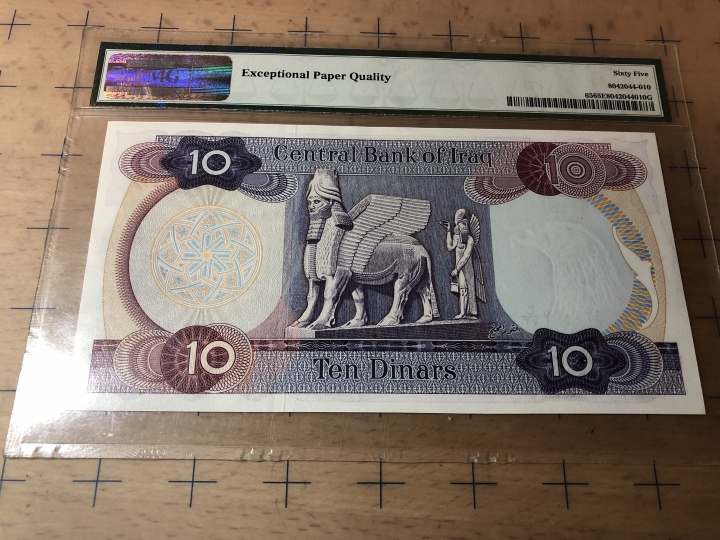 Exceptional Paper Quality
Sixty Five
8042044-010
6565E8042044010G
10
Central Bank of Iraq
10
10
Ten Dinars
10